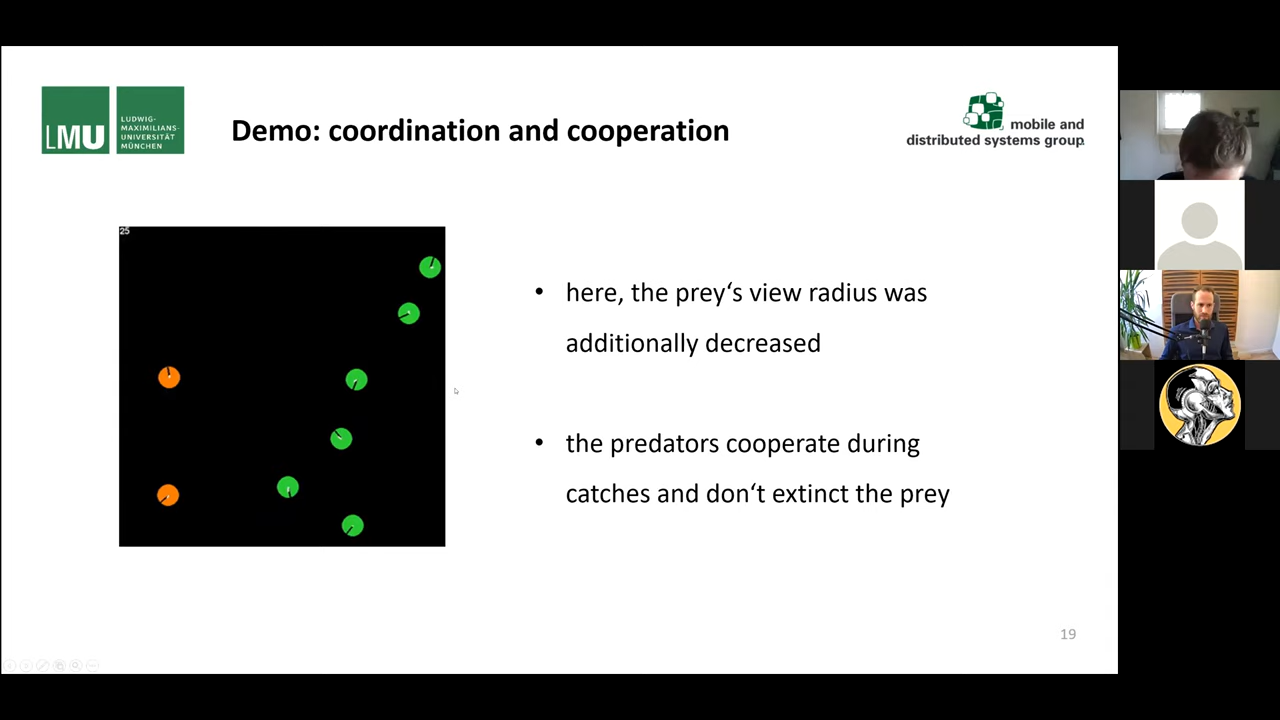 LMU
LUDWIG-
MAXIMILIANS-
UNIVERSITÄT
MÜNCHEN
Demo: coordination and cooperation
mobile and
distributed systems group
25
• here, the prey‘s view radius was
additionally decreased
• the predators cooperate during
catches and don‘t extinct the prey
19